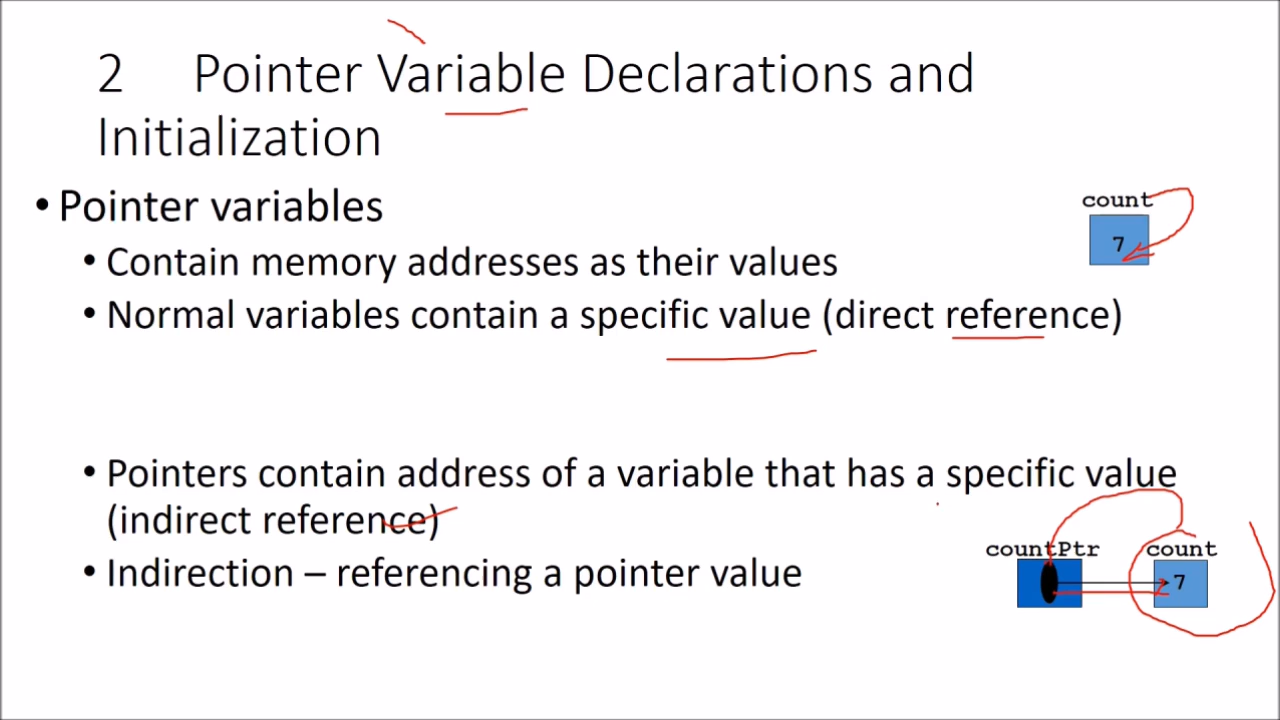 2 Pointer Variable Declarations and
Initialization
• Pointer variables
count
7
• Contain memory addresses as their values
• Normal variables contain a specific value (direct reference)
• Pointers contain address of a variable that has a specific value
(indirect reference)
countPtr count
7
• Indirection – referencing a pointer value